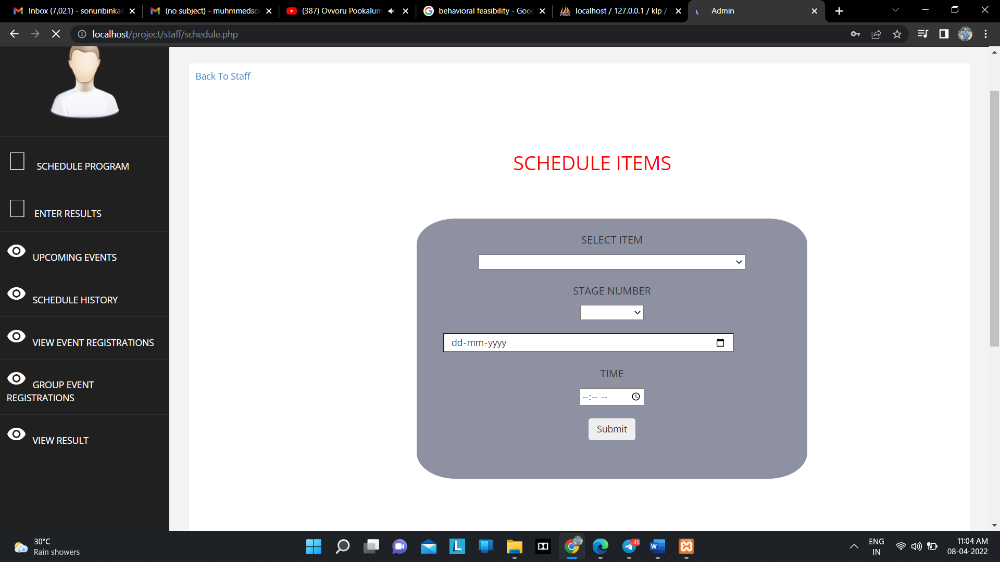 Inbox (7,021) - sonuribinka
(no subject) - muhmmedso
(387) Ovvoru Pookalum
behavioral feasibility - Goo
localhost / 127.0.0.1 / klp /
Admin
localhost/project/staff/schedule.php
Back To Staff
SCHEDULE PROGRAM
ENTER RESULTS
UPCOMING EVENTS
SCHEDULE HISTORY
VIEW EVENT REGISTRATIONS
GROUP EVENT
REGISTRATIONS
VIEW RESULT
SCHEDULE ITEMS
SELECT ITEM
STAGE NUMBER
dd-mm-yyyy
TIME
--:-- --
Submit
30°C
Rain showers
L
..45
W
ENG
IN
11:04 AM
08-04-2022